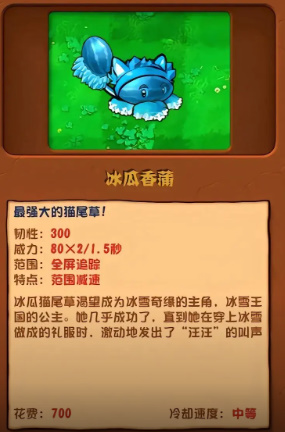 冰瓜香蒲
最强大的猫尾草！
韧性：300
威力：80×2/1.5秒
范围：全屏追踪
特点：范围减速
冰瓜猫尾草渴望成为冰雪奇缘的主角，冰雪王
国的公主。她几乎成功了，直到她在穿上冰雪
做成的礼服时，激动地发出了“汪汪”的叫声
花费：700 冷却速度：中等